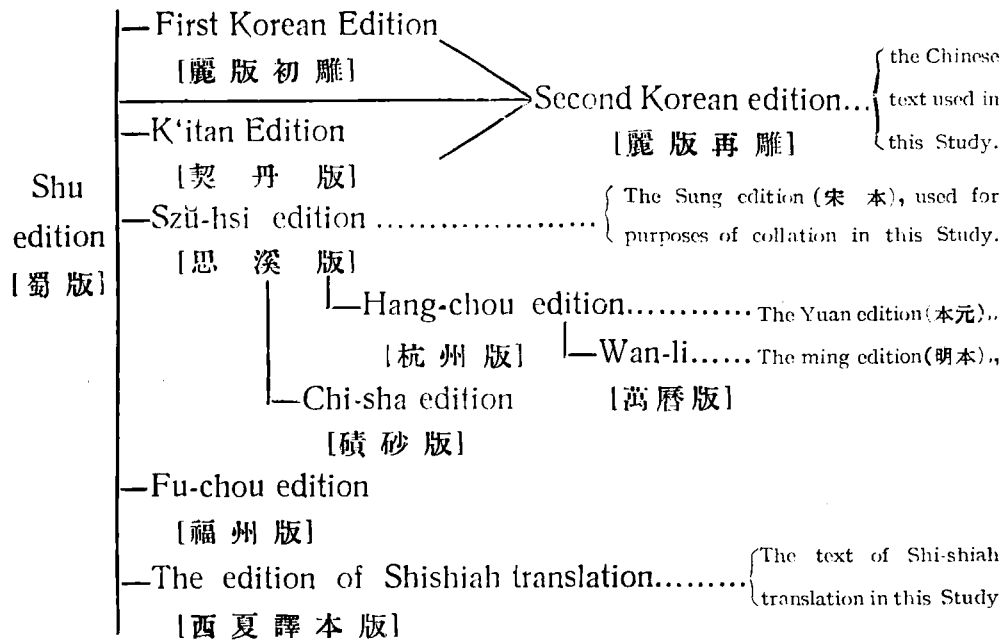 First Korean Edition
[麗版初雕]
the Chinese
Second Korean edition...
text used in
K‘itan Edition
[麗版再雕]
this Study.
[契丹版]
Shu
edition
[蜀版]
Szŭ-hsi edition .....................
The Sung edition (宋本), used for
purposes of collation in this Study.
[思溪版]
Hang-chou edition............. The Yuan edition(本元),,
[杭州版]
Wan-li...... The ming edition(明本),,
Chi-sha edition
[萬曆版]
[磧砂版]
Fu-chou edition
[福州版]
The edition of Shishiah translation.........
The text of Shi-shiah
translation in this Study
[西夏譯本版]